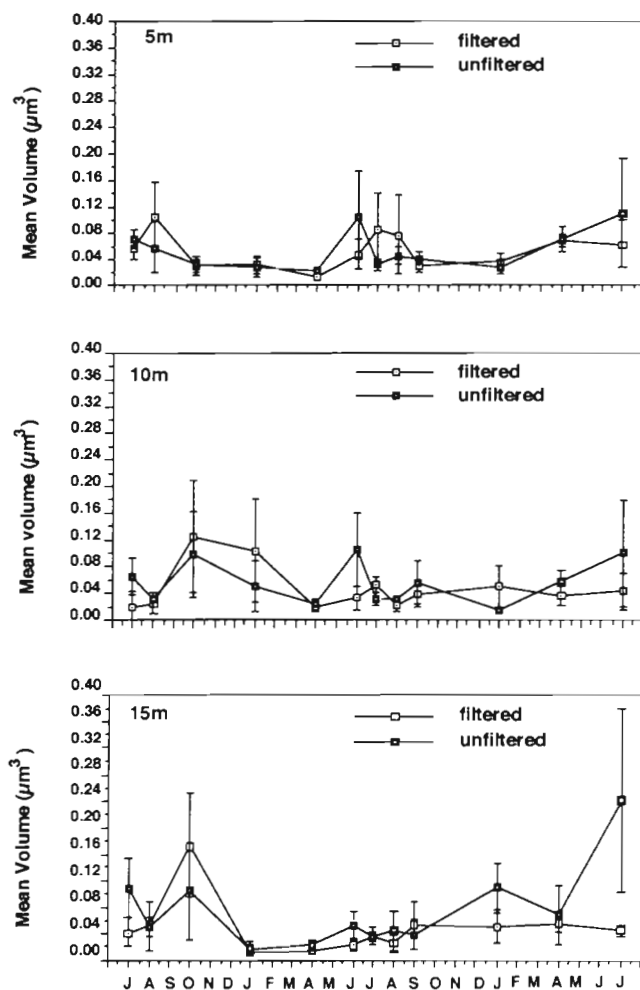 0.40
0.36
0.32
0.28
0.24
0.20
0.16
0.12
0.08
0.04
0.00
Mean Volume (µm³)
5m
filtered
unfiltered
J A S O N D J F M A M J J A S O N D J F M A M J
0.40
0.36
0.32
0.28
0.24
0.20
0.16
0.12
0.08
0.04
0.00
Mean volume (µm³)
10m
filtered
unfiltered
J A S O N D J F M A M J J A S O N D J F M A M J
0.40
0.36
0.32
0.28
0.24
0.20
0.16
0.12
0.08
0.04
0.00
Mean Volume (µm³)
15m
filtered
unfiltered
J A S O N D J F M A M J J A S O N D J F M A M J